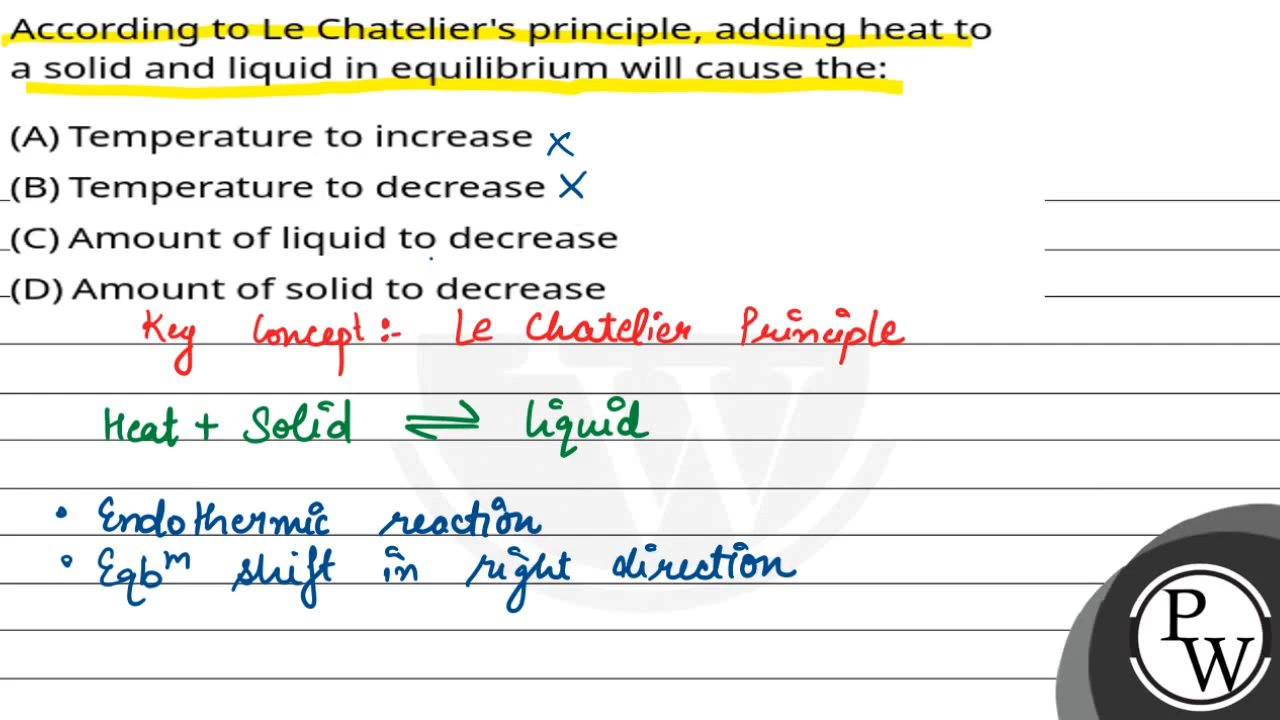 According to Le Chatelier's principle, adding heat to
a solid and liquid in equilibrium will cause the:
(A) Temperature to increase ×
(B) Temperature to decrease ×
(C) Amount of liquid to decrease
(D) Amount of solid to decrease
Key Concept:- Le Chatelier Principle
Heat + Solid ⇌ liquid
• Endothermic reaction
• Eqbᵐ shift in right direction
PW